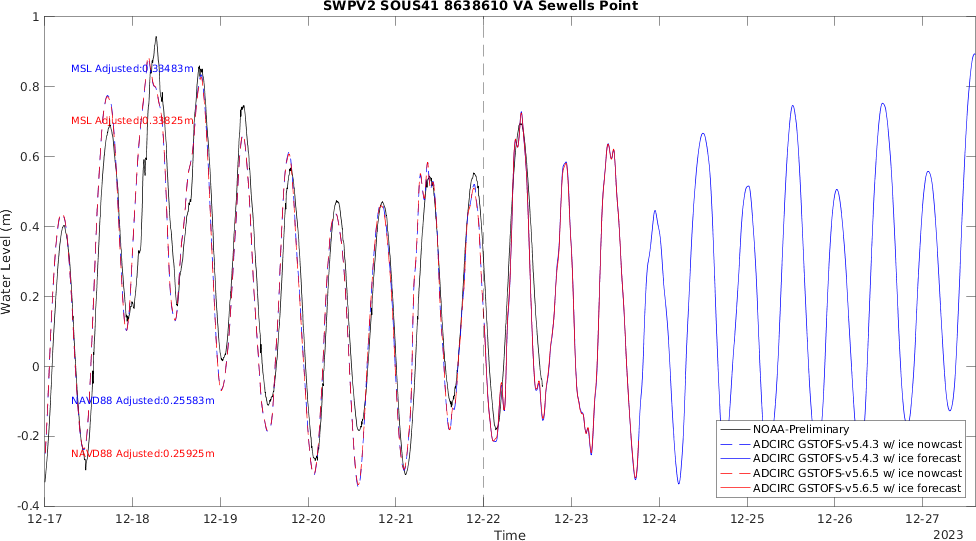 SWPV2 SOUS41 8638610 VA Sewells Point
1
0.8
0.6
0.4
0.2
0
-0.2
-0.4
Water Level (m)
MSL Adjusted:0.33483m
MSL Adjusted:0.33825m
NAVD88 Adjusted:0.25583m
NAVD88 Adjusted:0.25925m
NOAA-Preliminary
ADCIRC GSTOFS-v5.4.3 w/ ice nowcast
ADCIRC GSTOFS-v5.4.3 w/ ice forecast
ADCIRC GSTOFS-v5.6.5 w/ ice nowcast
ADCIRC GSTOFS-v5.6.5 w/ ice forecast
12-17 12-18 12-19 12-20 12-21 12-22 12-23 12-24 12-25 12-26 12-27
Time
2023